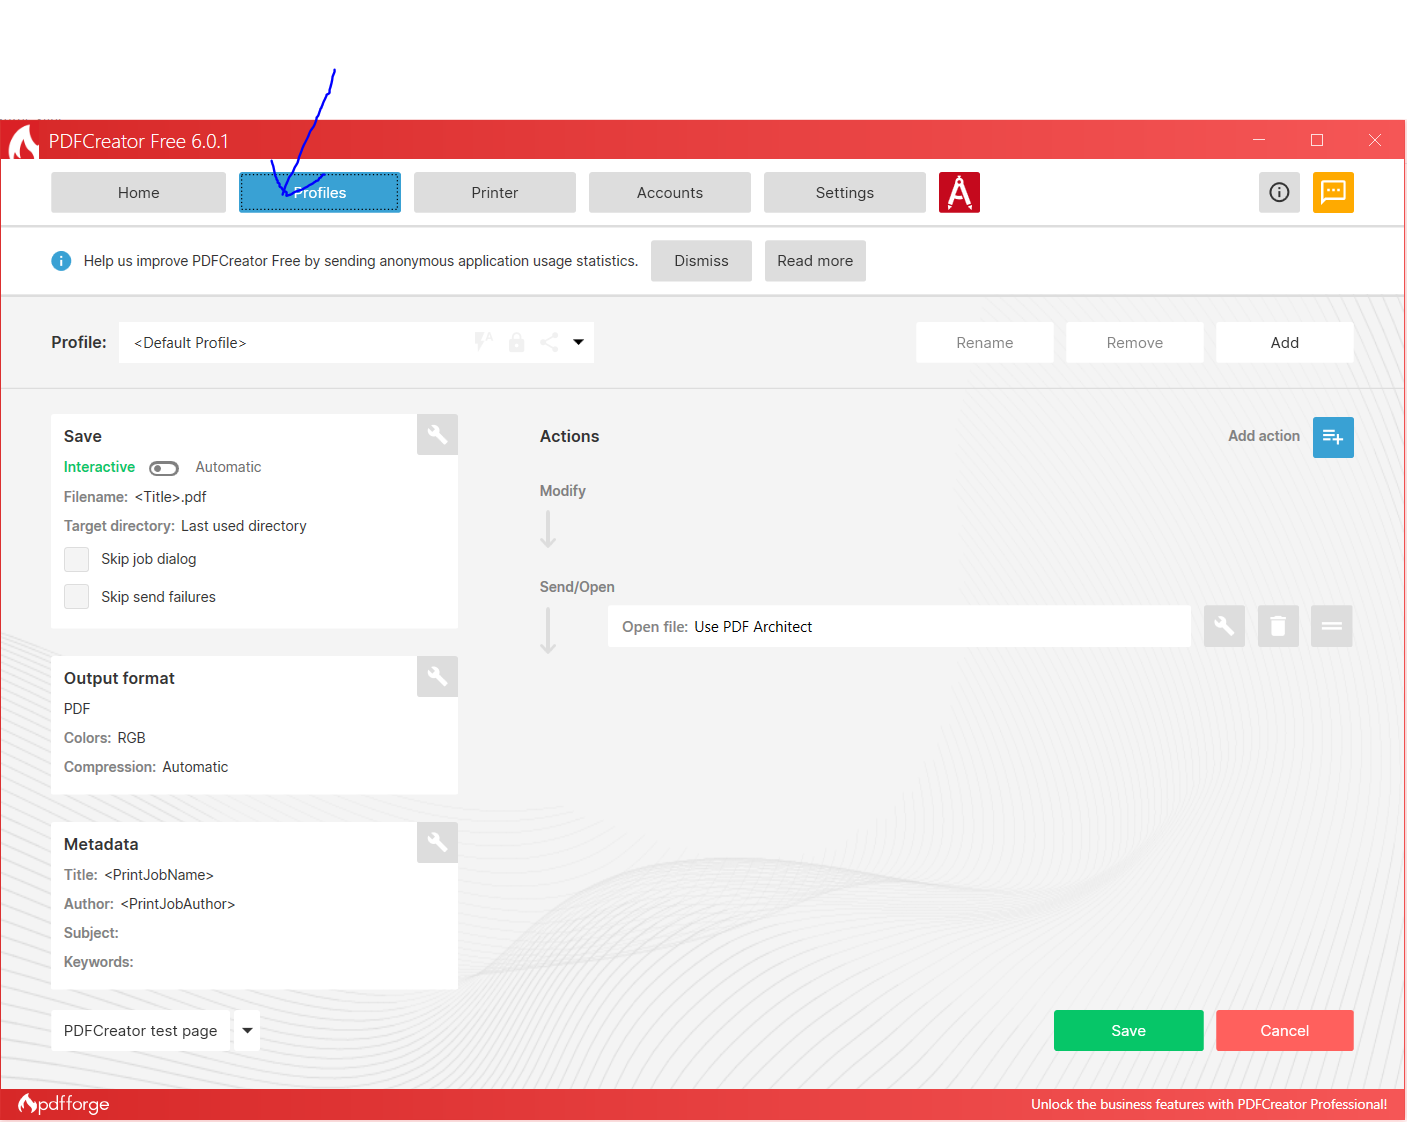 PDFCreator Free 6.0.1
Home Profiles Printer Accounts Settings
Help us improve PDFCreator Free by sending anonymous application usage statistics. Dismiss Read more
Profile: <Default Profile> Rename Remove Add
Save
Interactive Automatic
Filename: <Title>.pdf
Target directory: Last used directory
Skip job dialog
Skip send failures
Output format
PDF
Colors: RGB
Compression: Automatic
Metadata
Title: <PrintJobName>
Author: <PrintJobAuthor>
Subject:
Keywords:
Actions Add action
Modify
Send/Open
Open file: Use PDF Architect
PDFCreator test page Save Cancel
pdfforge Unlock the business features with PDFCreator Professional!